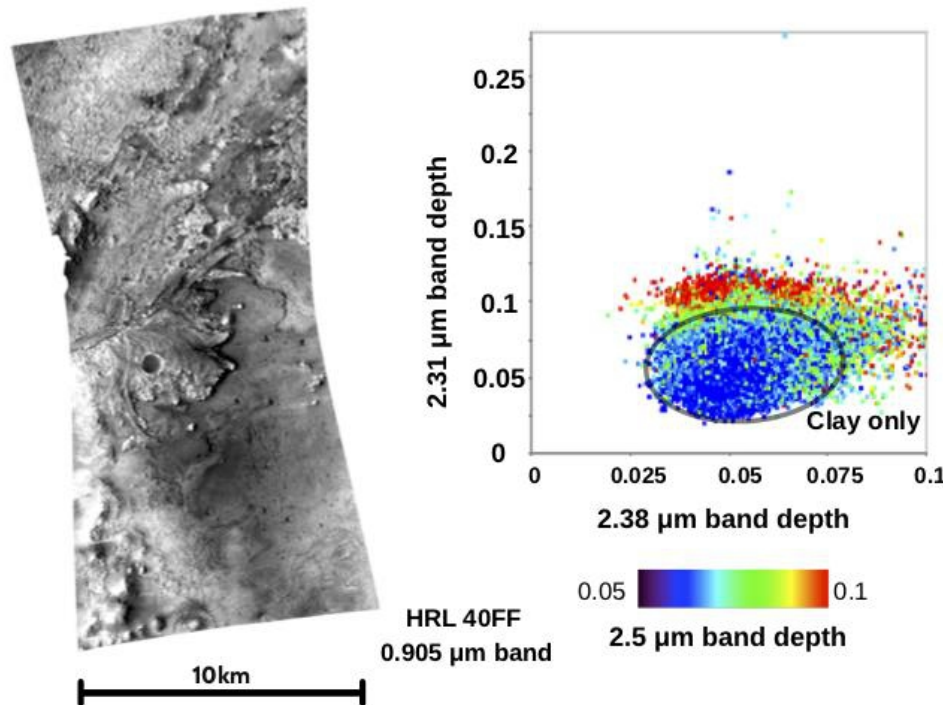 0.25
0.2
0.15
0.1
0.05
0
2.31 µm band depth
Clay only
0 0.025 0.05 0.075 0.1
2.38 µm band depth
0.05 0.1
2.5 µm band depth
HRL 40FF
0.905 µm band
10km